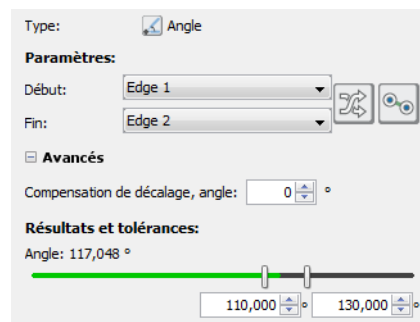 Type: Angle
Paramètres:
Début: Edge 1
Fin: Edge 2
Avancés
Compensation de décalage, angle: 0 °
Résultats et tolérances:
Angle: 117,048 °
110,000 ° 130,000 °